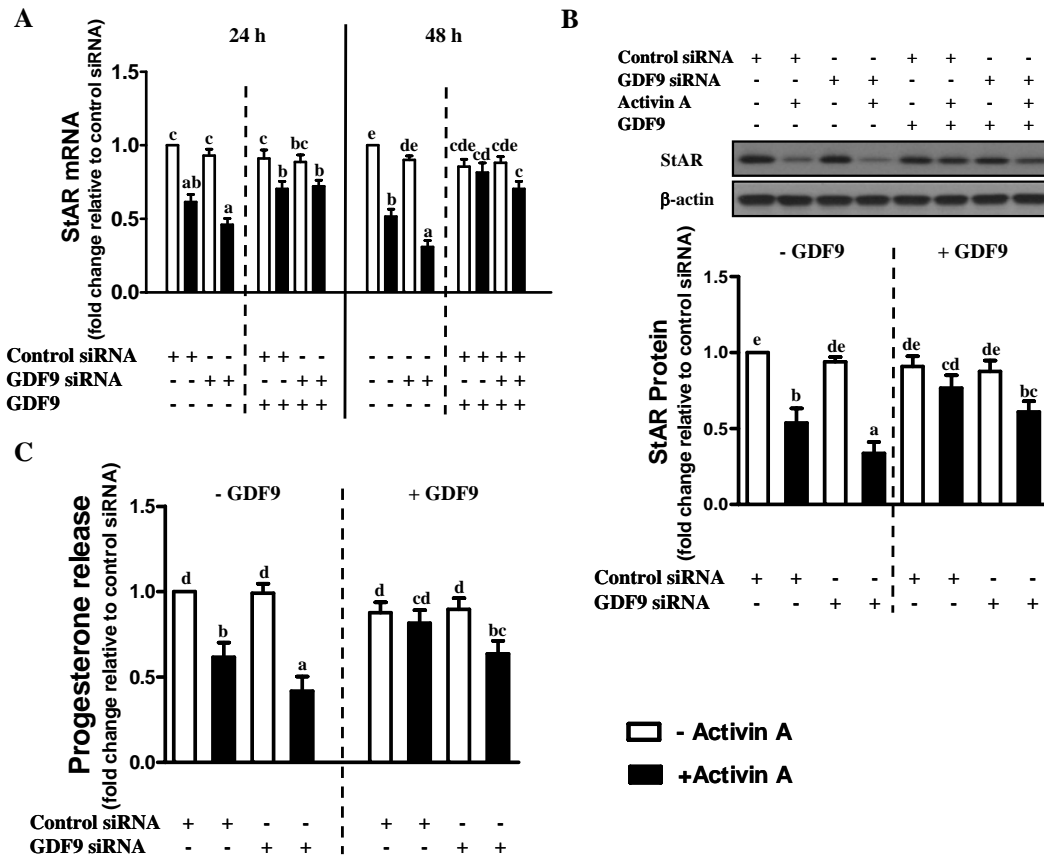 A
24 h
48 h
StAR mRNA
(fold change relative to control siRNA)
1.5
1.0
0.5
0.0
c ab c a c b bc b e b de a cde cd cde c
Control siRNA + + - - + + - - - - - - + + + +
GDF9 siRNA - - + + - - + + - - + + - - + +
GDF9 - - - - + + + + - - - - + + + +
B
Control siRNA + + - - + + - -
GDF9 siRNA - - + + - - + +
Activin A - + - + - + - +
GDF9 - - - - + + + +
StAR
β-actin
- GDF9
+ GDF9
StAR Protein
(fold change relative to control siRNA)
1.5
1.0
0.5
0.0
e b de a de cd de bc
Control siRNA + + - - + + - -
GDF9 siRNA - - + + - - + +
C
- GDF9
+ GDF9
Progesterone release
(fold change relative to control siRNA)
1.5
1.0
0.5
0.0
d b d a d cd d bc
Control siRNA + + - - + + - -
GDF9 siRNA - - + + - - + +
- Activin A
+Activin A